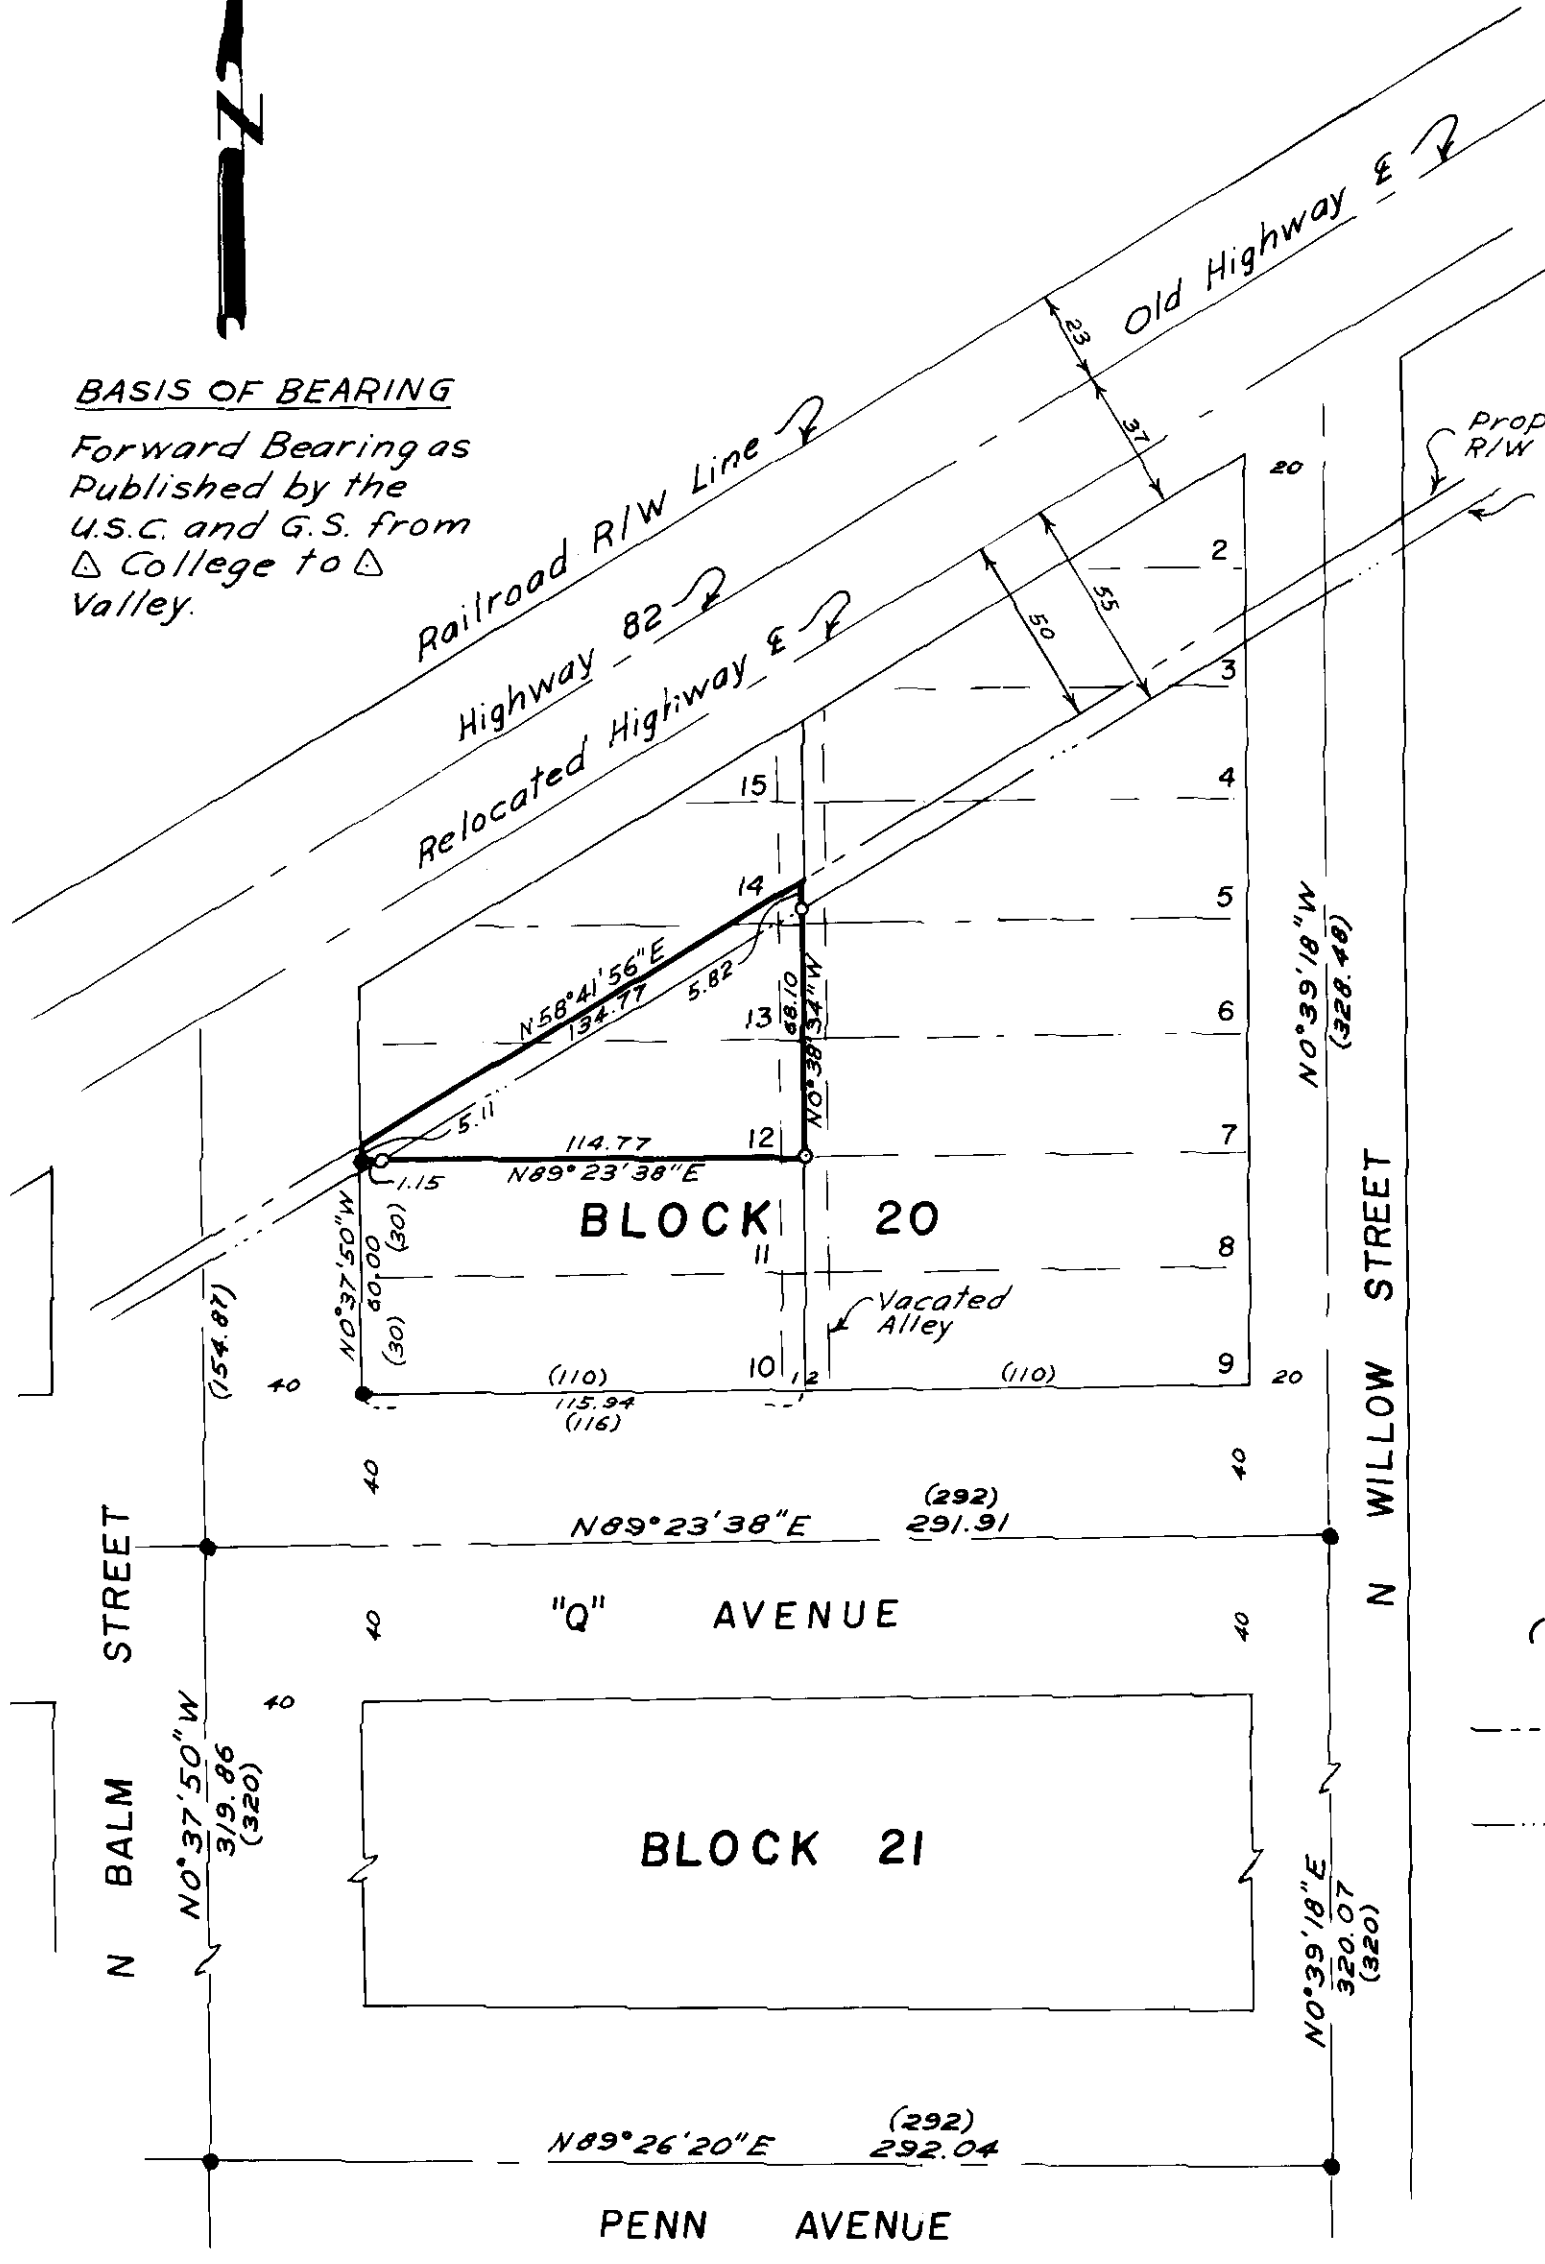 N
BASIS OF BEARING
Forward Bearing as
Published by the
U.S.C. and G.S. from
△ College to △
Valley.
Railroad R/W Line
Old Highway ℄
Highway 82
Relocated Highway ℄
23
37
50
55
Prop
R/W
20
2
3
4
5
6
7
8
9
15
14
13
12
11
10
N58°41'56"E
134.77
5.82
68.10
N0°38'34"W
5.11
114.77
N89°23'38"E
1.15
BLOCK 20
N0°37'50"W
60.00
(30)
(30)
Vacated
Alley
(154.87)
40
(110)
115.94
(116)
12
(110)
20
N0°39'18"W
(328.48)
40
40
N89°23'38"E
(292)
291.91
"Q" AVENUE
40
40
40
N BALM STREET
N WILLOW STREET
N0°37'50"W
319.86
(320)
BLOCK 21
N0°39'18"E
320.07
(320)
N89°26'20"E
(292)
292.04
PENN AVENUE